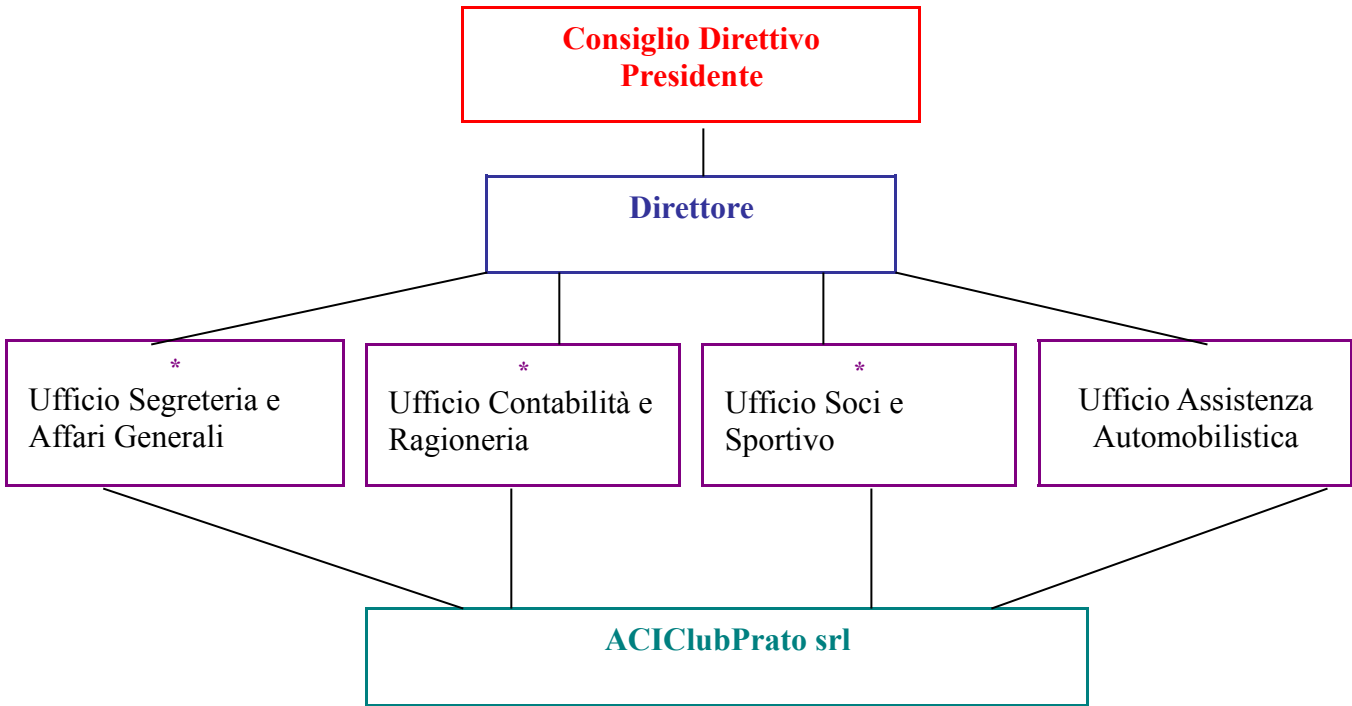 Consiglio Direttivo
Presidente
Direttore
*
Ufficio Segreteria e
Affari Generali
*
Ufficio Contabilità e
Ragioneria
*
Ufficio Soci e
Sportivo
Ufficio Assistenza
Automobilistica
ACIClubPrato srl